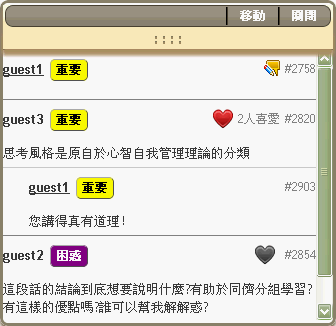 移動 關閉
guest1 重要 #2758
guest3 重要 2人喜愛 #2820
思考風格是原自於心智自我管理理論的分類
guest1 重要 #2903
您講得真有道理!
guest2 困惑 #2854
這段話的結論到底想要說明什麼?有助於同儕分組學習?
有這樣的優點嗎?誰可以幫我解解惑?